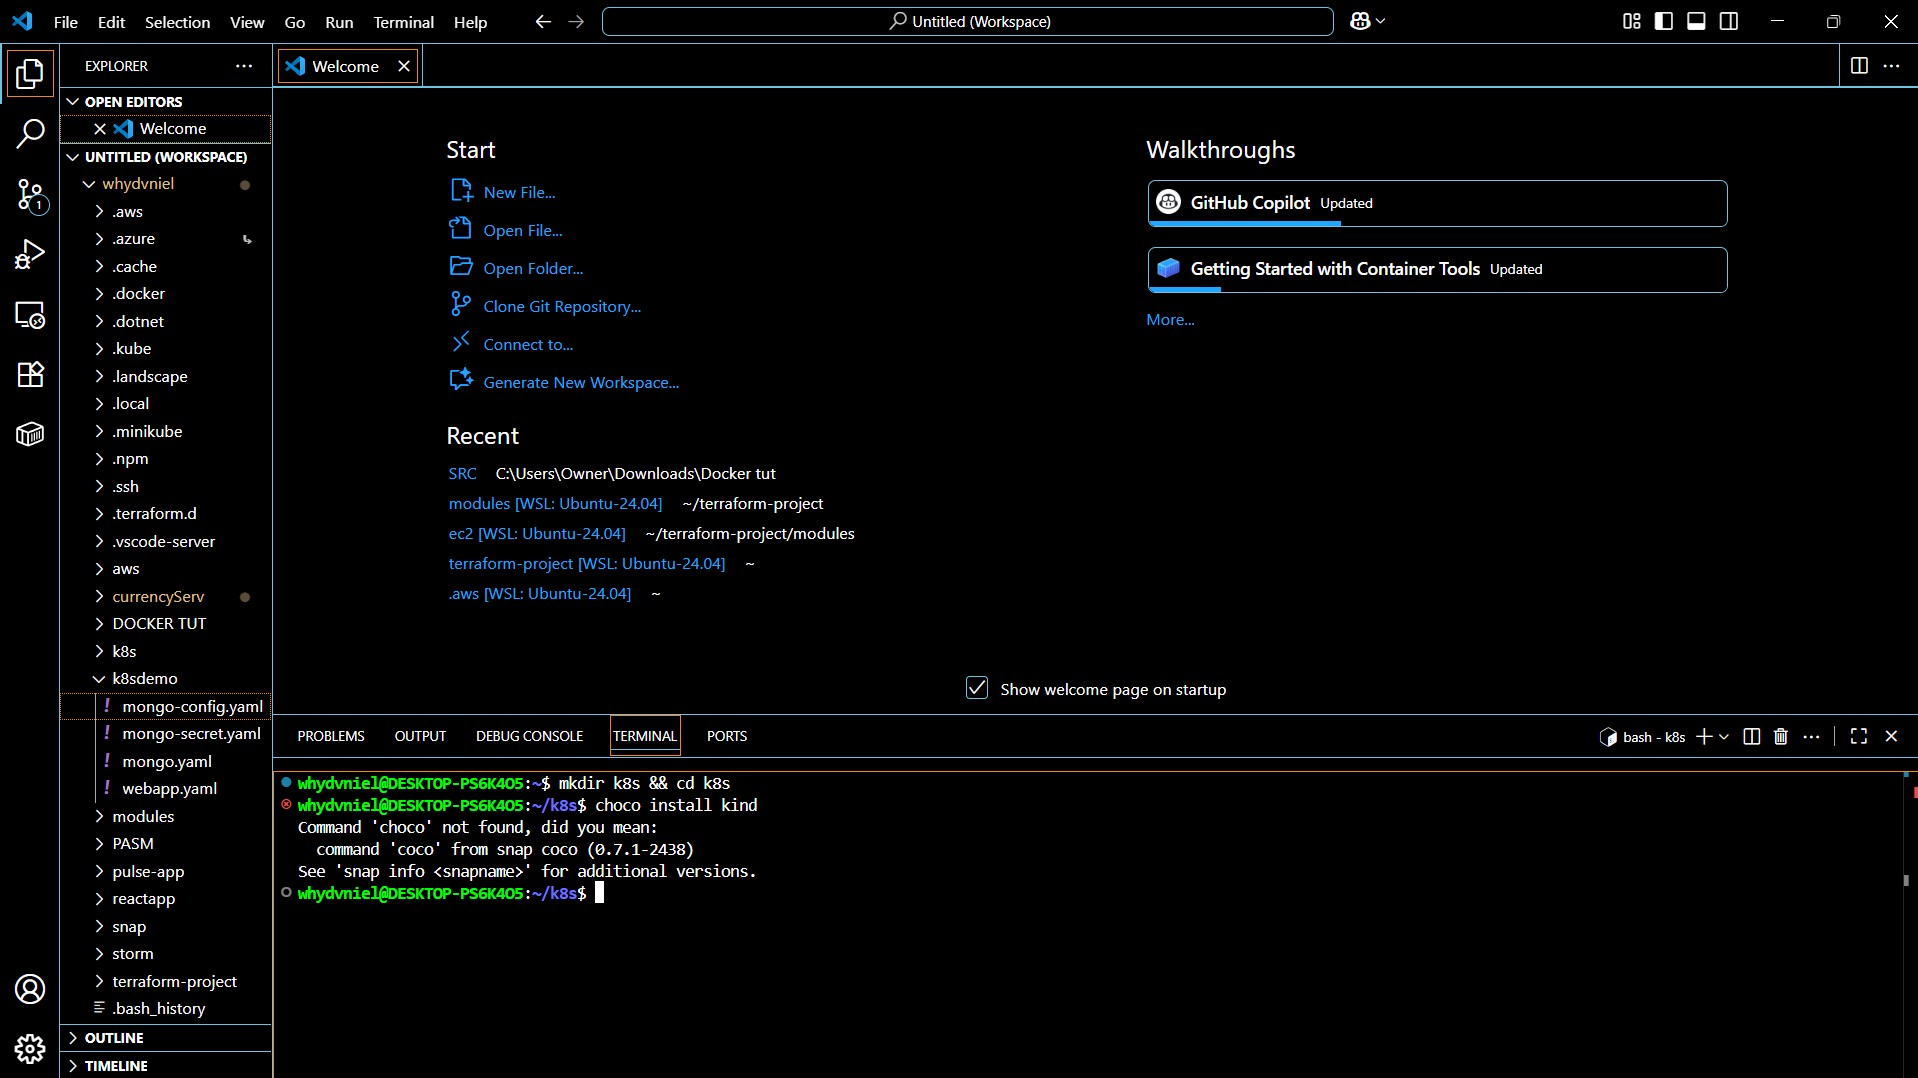 File Edit Selection View Go Run Terminal Help
Untitled (Workspace)
EXPLORER
OPEN EDITORS
Welcome
UNTITLED (WORKSPACE)
whydvniel
.aws
.azure
.cache
.docker
.dotnet
.kube
.landscape
.local
.minikube
.npm
.ssh
.terraform.d
.vscode-server
aws
currencyServ
DOCKER TUT
k8s
k8sdemo
! mongo-config.yaml
! mongo-secret.yaml
! mongo.yaml
! webapp.yaml
modules
PASM
pulse-app
reactapp
snap
storm
terraform-project
.bash_history
OUTLINE
TIMELINE
1
Welcome
Start
New File...
Open File...
Open Folder...
Clone Git Repository...
Connect to...
Generate New Workspace...
Recent
SRC C:\Users\Owner\Downloads\Docker tut
modules [WSL: Ubuntu-24.04] ~/terraform-project
ec2 [WSL: Ubuntu-24.04] ~/terraform-project/modules
terraform-project [WSL: Ubuntu-24.04] ~
.aws [WSL: Ubuntu-24.04] ~
Walkthroughs
GitHub Copilot Updated
Getting Started with Container Tools Updated
More...
Show welcome page on startup
PROBLEMS OUTPUT DEBUG CONSOLE TERMINAL PORTS
bash - k8s
whydvniel@DESKTOP-PS6K4O5:~$ mkdir k8s && cd k8s
whydvniel@DESKTOP-PS6K4O5:~/k8s$ choco install kind
Command 'choco' not found, did you mean:
command 'coco' from snap coco (0.7.1-2438)
See 'snap info <snapname>' for additional versions.
whydvniel@DESKTOP-PS6K4O5:~/k8s$